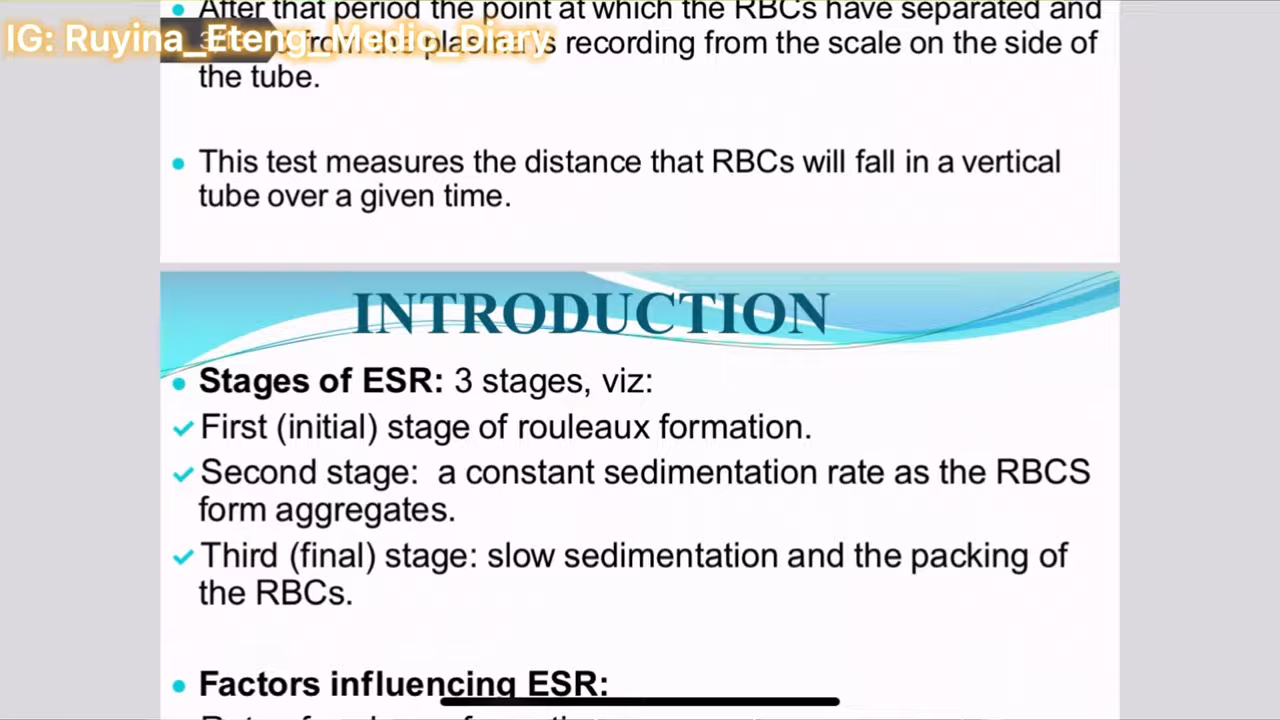 After that period the point at which the RBCs have separated and
IG: Ruyina_Eteng_Medic_Diary
from the plasma is recording from the scale on the side of
the tube.
This test measures the distance that RBCs will fall in a vertical
tube over a given time.
INTRODUCTION
Stages of ESR: 3 stages, viz:
First (initial) stage of rouleaux formation.
Second stage: a constant sedimentation rate as the RBCS
form aggregates.
Third (final) stage: slow sedimentation and the packing of
the RBCs.
Factors influencing ESR: